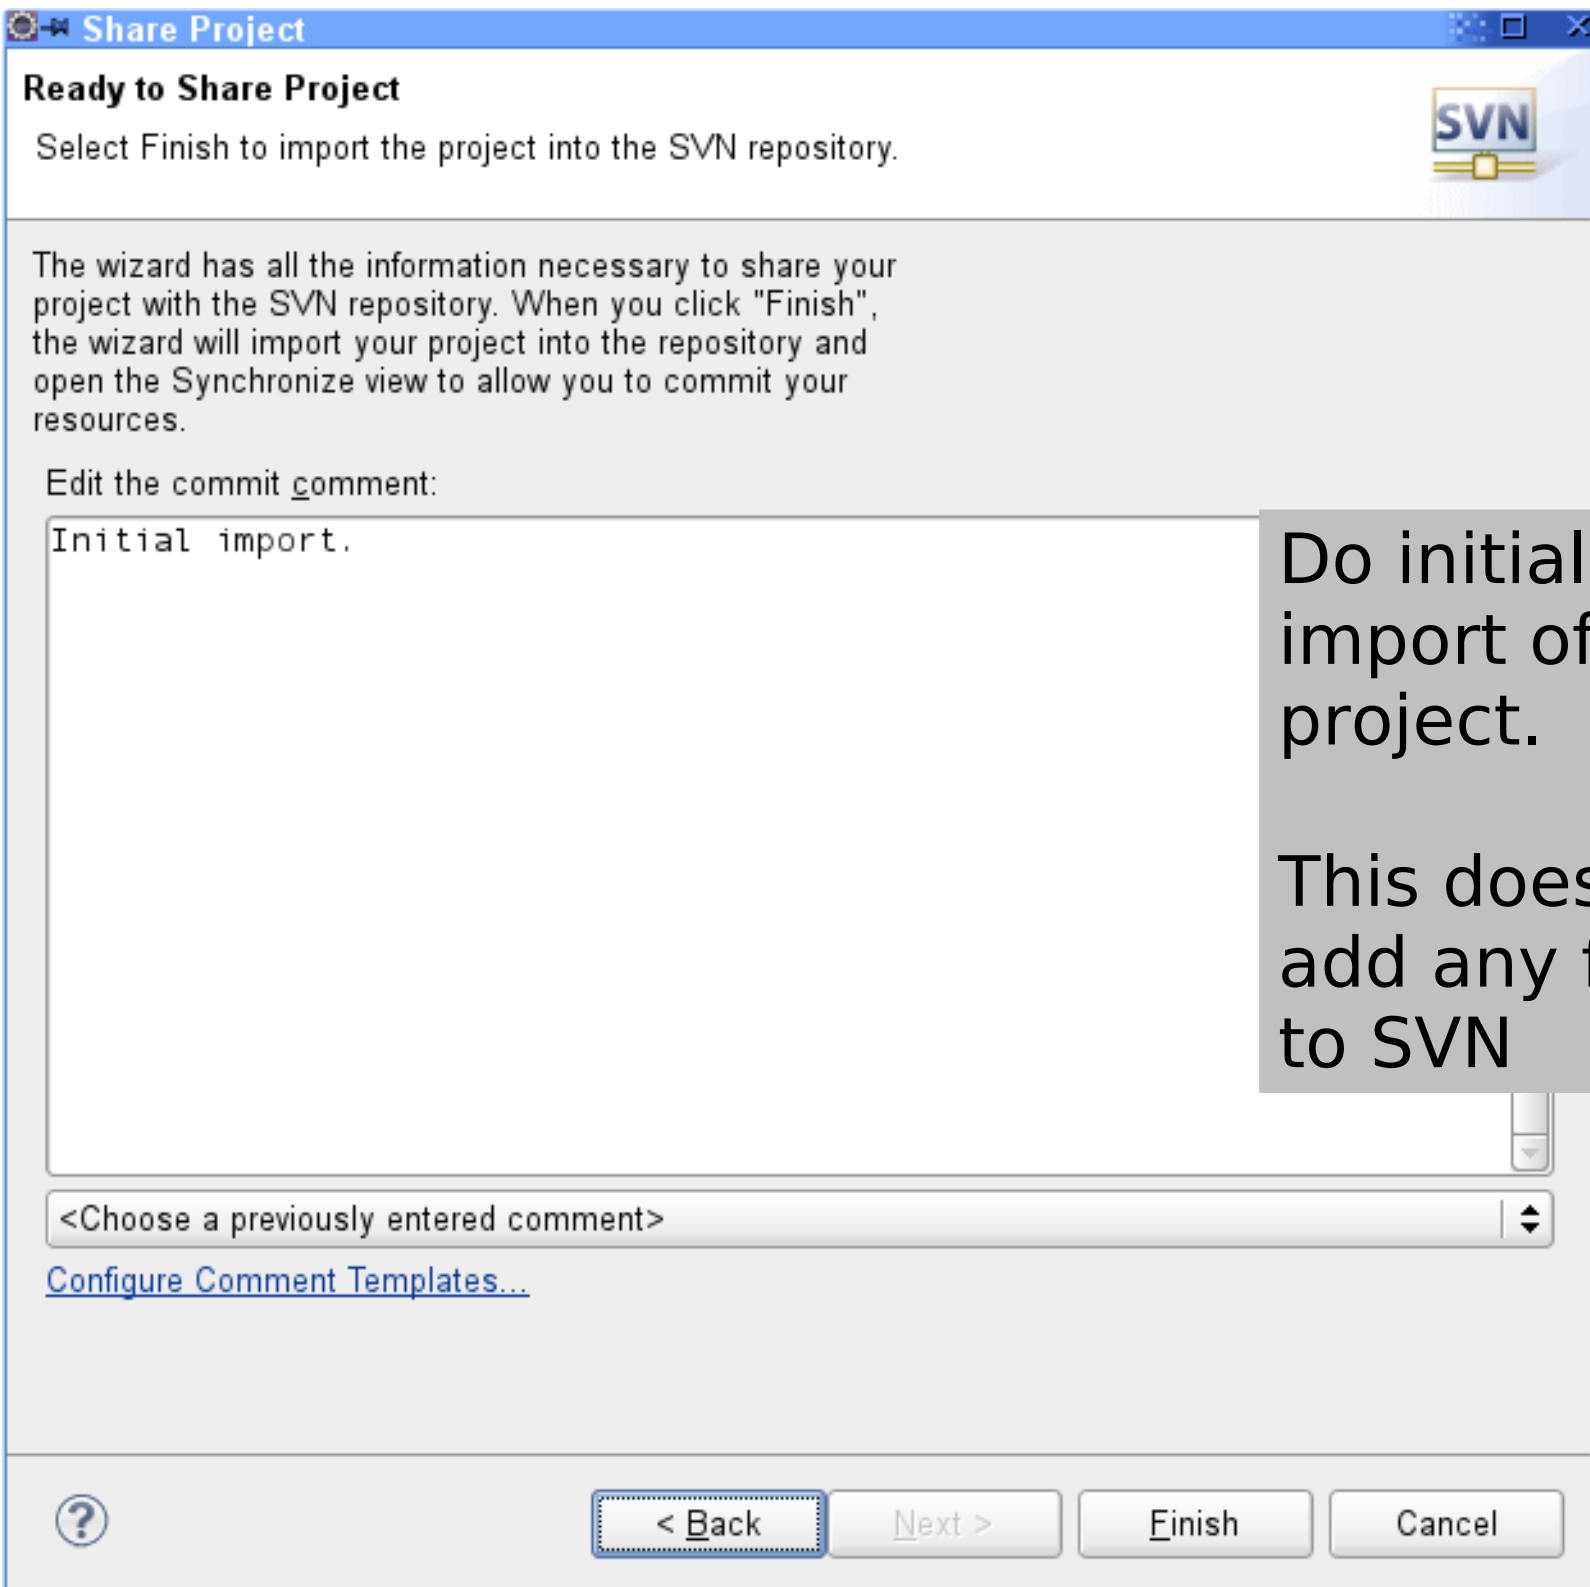 Share Project
Ready to Share Project
Select Finish to import the project into the SVN repository.
SVN
The wizard has all the information necessary to share your
project with the SVN repository. When you click "Finish",
the wizard will import your project into the repository and
open the Synchronize view to allow you to commit your
resources.
Edit the commit comment:
Initial import.
Do initial
import of
project.
This does
add any
to SVN
<Choose a previously entered comment>
Configure Comment Templates...
?
< Back
Next >
Finish
Cancel